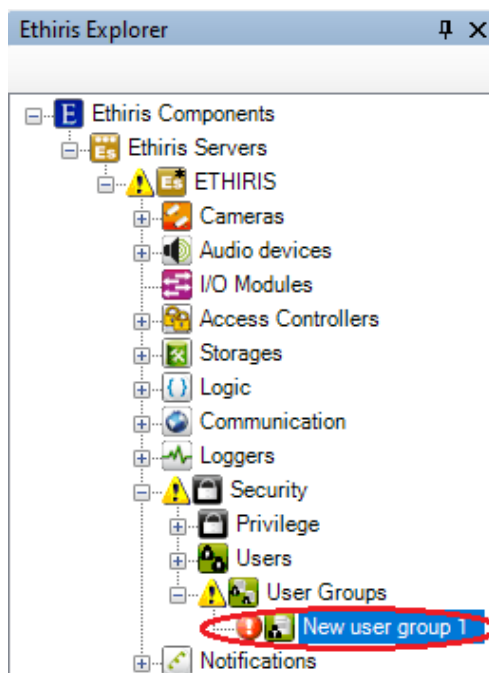 Ethiris Explorer
Ethiris Components
Ethiris Servers
ETHIRIS
Cameras
Audio devices
I/O Modules
Access Controllers
Storages
Logic
Communication
Loggers
Security
Privilege
Users
User Groups
New user group 1
Notifications